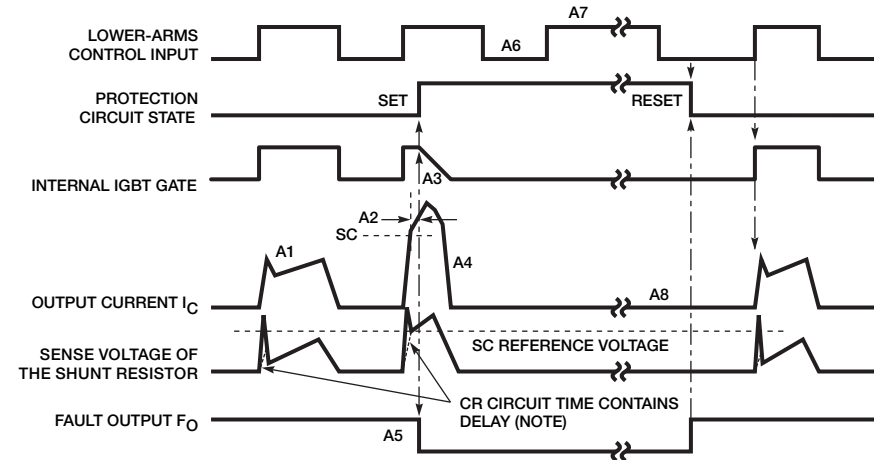 A7
LOWER-ARMS
CONTROL INPUT
A6
PROTECTION
CIRCUIT STATE
SET
RESET
INTERNAL IGBT GATE
A3
A2
SC
A1
A4
OUTPUT CURRENT IC
A8
SC REFERENCE VOLTAGE
SENSE VOLTAGE OF
THE SHUNT RESISTOR
CR CIRCUIT TIME CONTAINS
DELAY (NOTE)
FAULT OUTPUT FO
A5